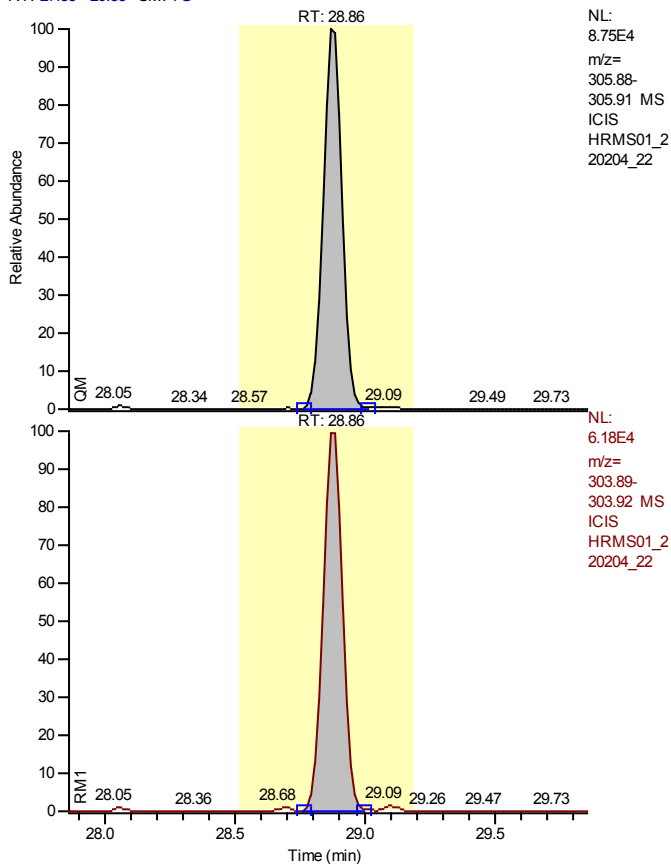 RT: 28.86
NL:
8.75E4
m/z=
305.88-
305.91 MS
ICIS
HRMS01_2
20204_22
100
90
80
70
60
50
40
30
20
10
0
Relative Abundance
QM
28.05 28.34 28.57 29.09 29.49 29.73
RT: 28.86
NL:
6.18E4
m/z=
303.89-
303.92 MS
ICIS
HRMS01_2
20204_22
100
90
80
70
60
50
40
30
20
10
0
RM1
28.05 28.36 28.68 29.09 29.26 29.47 29.73
28.0 28.5 29.0 29.5
Time (min)